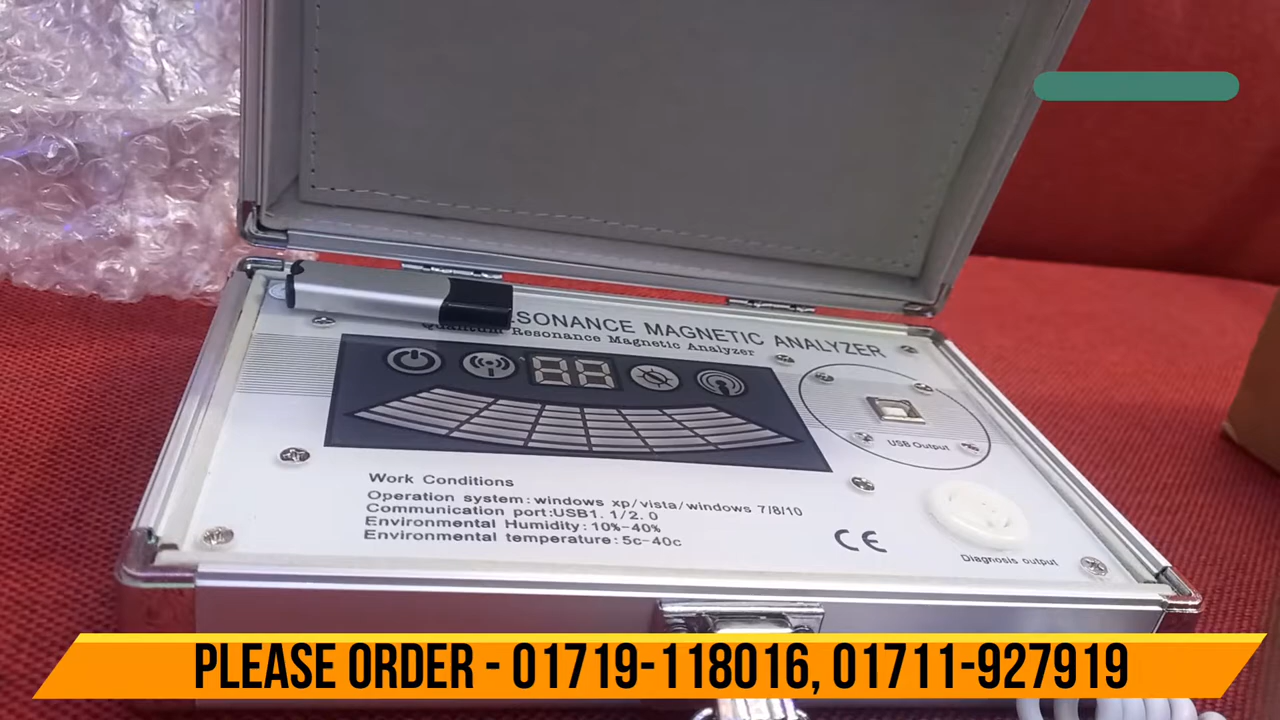 RESONANCE MAGNETIC ANALYZER
Quantum Resonance Magnetic Analyzer
88
USB Output
Work Conditions
Operation system:windows xp/vista/windows 7/8/10
Communication port:USB1. 1/2. 0
Environmental Humidity:10%-40%
Environmental temperature:5c-40c
CE
Diagnosis output
PLEASE ORDER - 01719-118016, 01711-927919